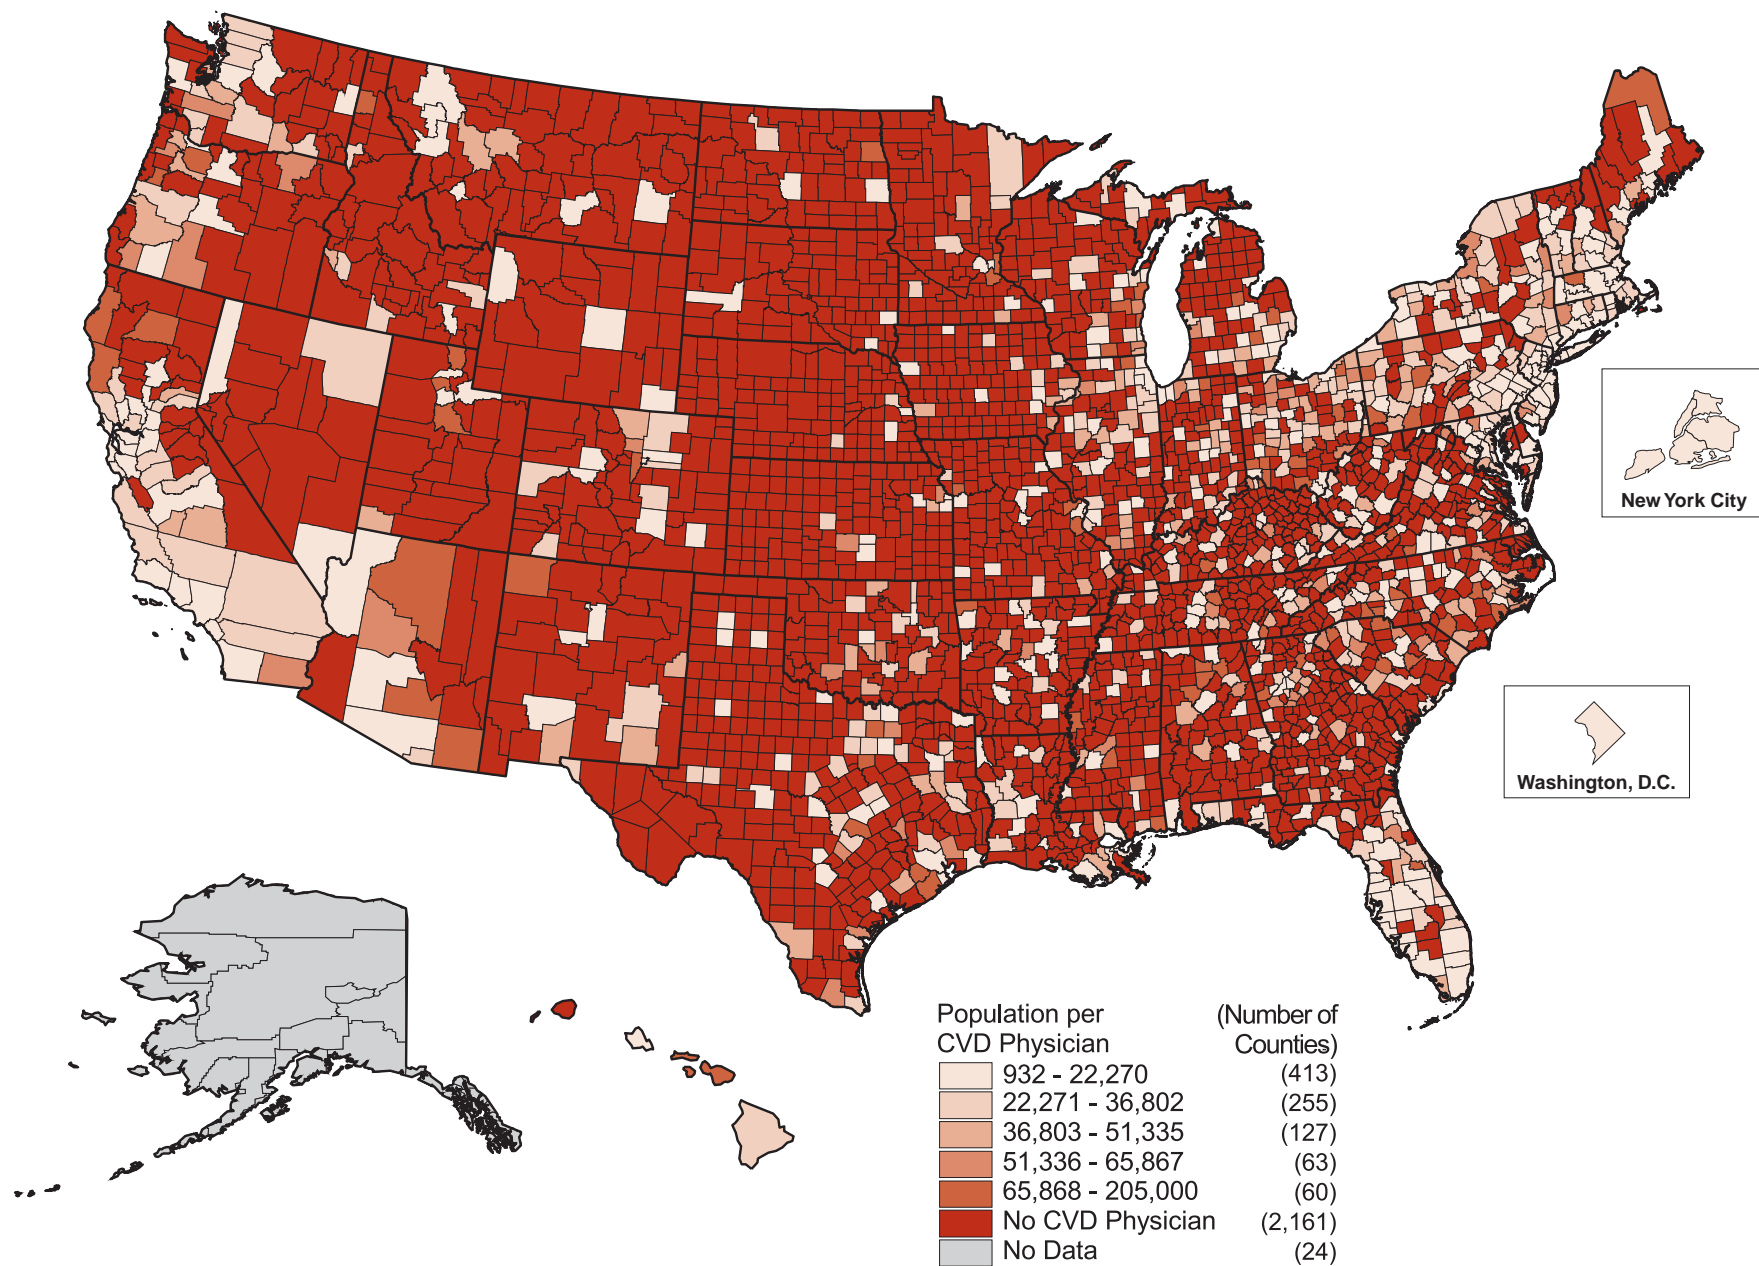 New York City
Washington, D.C.
Population per (Number of
CVD Physician Counties)
932 - 22,270 (413)
22,271 - 36,802 (255)
36,803 - 51,335 (127)
51,336 - 65,867 (63)
65,868 - 205,000 (60)
No CVD Physician (2,161)
No Data (24)